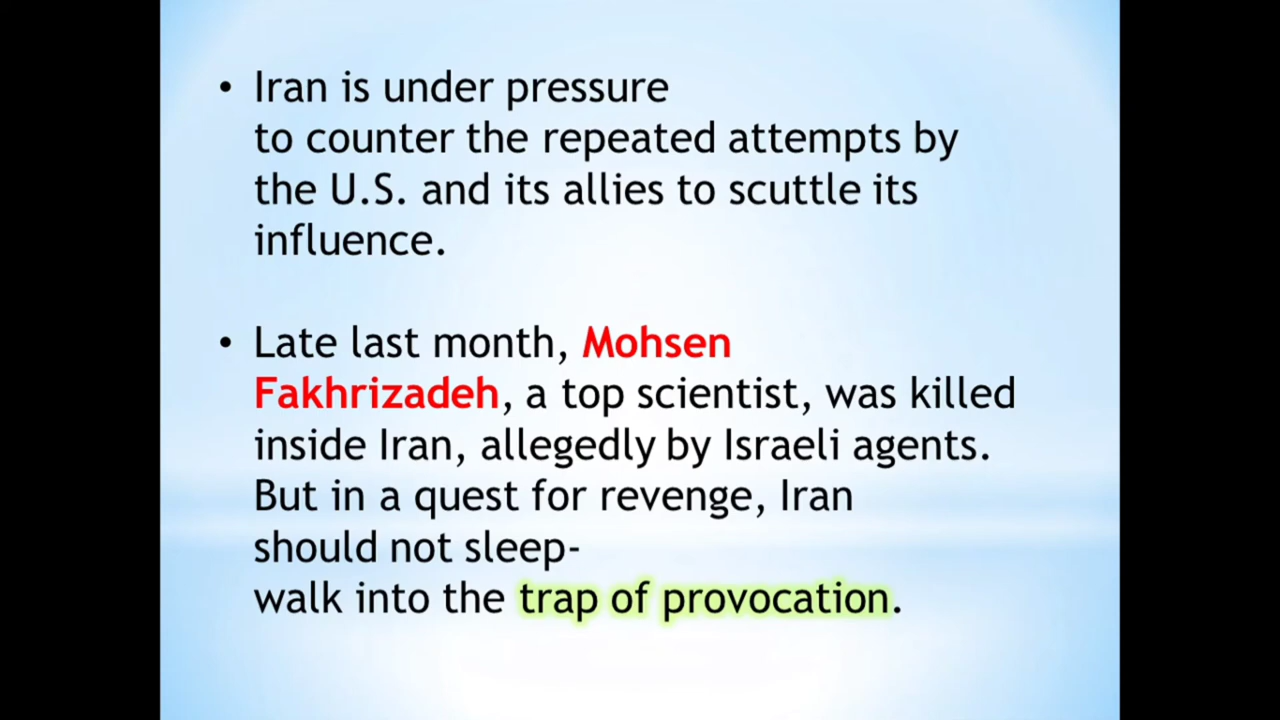 • Iran is under pressure
to counter the repeated attempts by
the U.S. and its allies to scuttle its
influence.
• Late last month, Mohsen
Fakhrizadeh, a top scientist, was killed
inside Iran, allegedly by Israeli agents.
But in a quest for revenge, Iran
should not sleep-
walk into the trap of provocation.